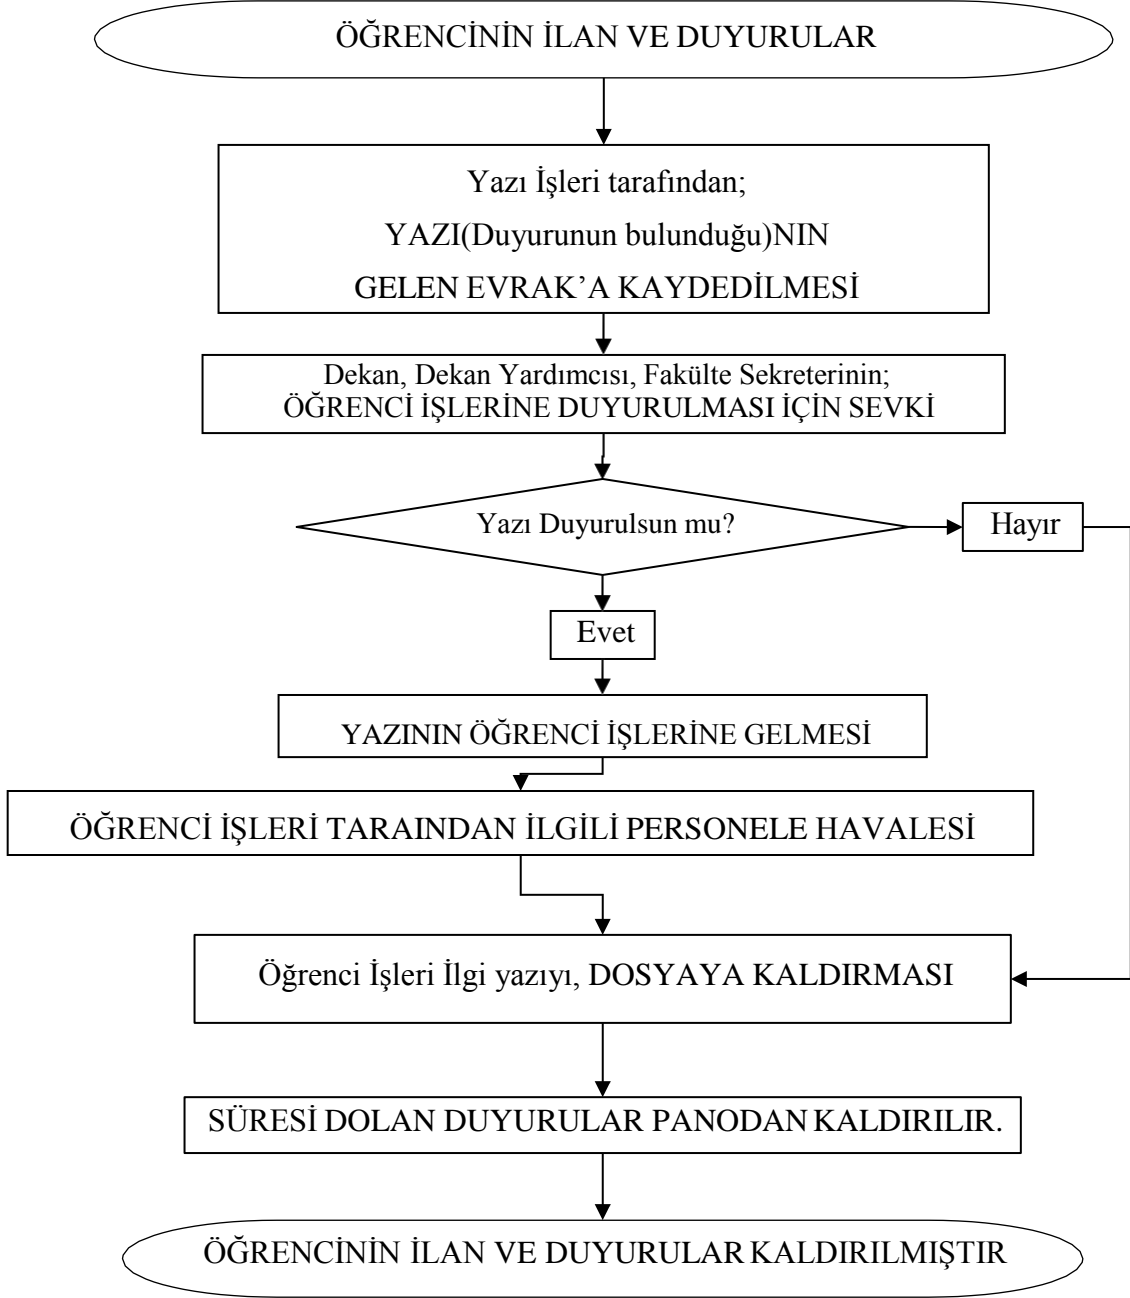 ÖĞRENCİNİN İLAN VE DUYURULAR
Yazı İşleri tarafından;
YAZI(Duyurunun bulunduğu)NIN
GELEN EVRAK’A KAYDEDİLMESİ
Dekan, Dekan Yardımcısı, Fakülte Sekreterinin;
ÖĞRENCİ İŞLERİNE DUYURULMASI İÇİN SEVKİ
Yazı Duyurulsun mu?
Hayır
Evet
YAZININ ÖĞRENCİ İŞLERİNE GELMESİ
ÖĞRENCİ İŞLERİ TARAINDAN İLGİLİ PERSONELE HAVALESİ
Öğrenci İşleri İlgi yazıyı, DOSYAYA KALDIRMASI
SÜRESİ DOLAN DUYURULAR PANODAN KALDIRILIR.
ÖĞRENCİNİN İLAN VE DUYURULAR KALDIRILMIŞTIR